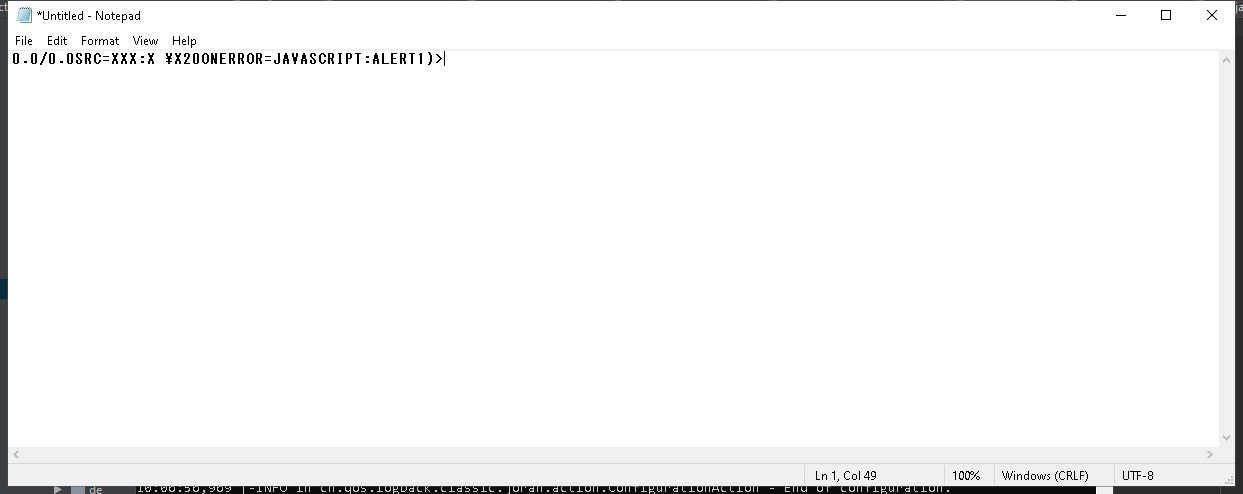 *Untitled - Notepad
File Edit Format View Help
0.0/0.0SRC=XXX:X ¥X20ONERROR=JAVASCRIPT:ALERT1)>
Ln 1, Col 49 100% Windows (CRLF) UTF-8
de 10:06:56,969 |-INFO in ch.qos.logback.classic.joran.action.ConfigurationAction - End of configuration.